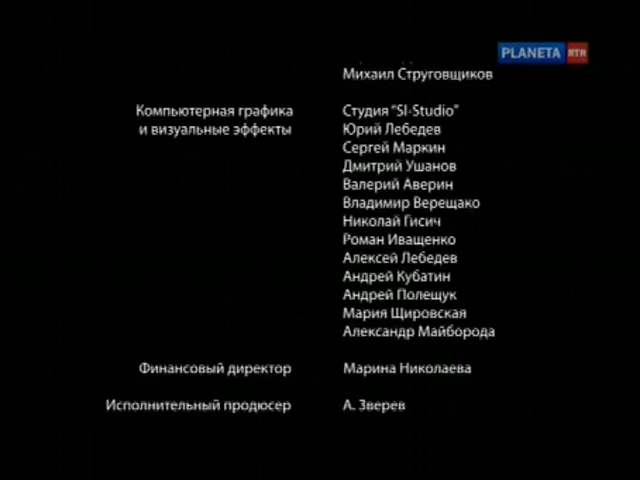 PLANETA RTR
Михаил Струговщиков
Компьютерная графика
и визуальные эффекты
Студия "SI-Studio"
Юрий Лебедев
Сергей Маркин
Дмитрий Ушанов
Валерий Аверин
Владимир Верещако
Николай Гисич
Роман Иващенко
Алексей Лебедев
Андрей Кубатин
Андрей Полещук
Мария Щировская
Александр Майборода
Финансовый директор
Марина Николаева
Исполнительный продюсер
А. Зверев